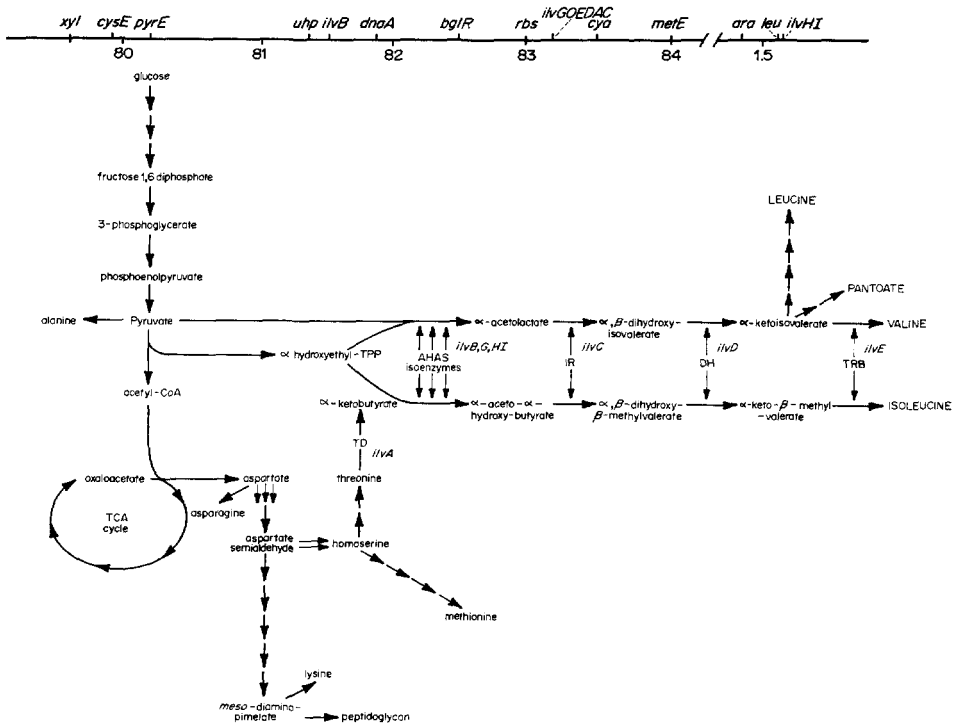 xyl cysE pyrE uhp ilvB dnaA bglR rbs ilvGOEDAC cya metE ara leu ilvHI
80 81 82 83 84 1.5
glucose
fructose 1,6 diphosphate
3-phosphoglycerate
phosphoenolpyruvate
LEUCINE
PANTOATE
alanine Pyruvate α-acetolactate α,β-dihydroxy-
isovalerate
α-ketoisovalerate VALINE
α hydroxyethyl-TPP
AHAS
isoenzymes
ilvB,G,HI
IR
ilvC
DH
ilvD
TRB
ilvE
acetyl-CoA
α-ketobutyrate
α-aceto-α-
hydroxy-butyrate
α,β-dihydroxy
β-methylvalerate
α-keto-β-methyl
-valerate
ISOLEUCINE
TD
ilvA
oxaloacetate aspartate threonine
asparagine
TCA
cycle
aspartate
semialdehyde
homoserine
methionine
lysine
meso-diamino-
pimelate
peptidoglycan